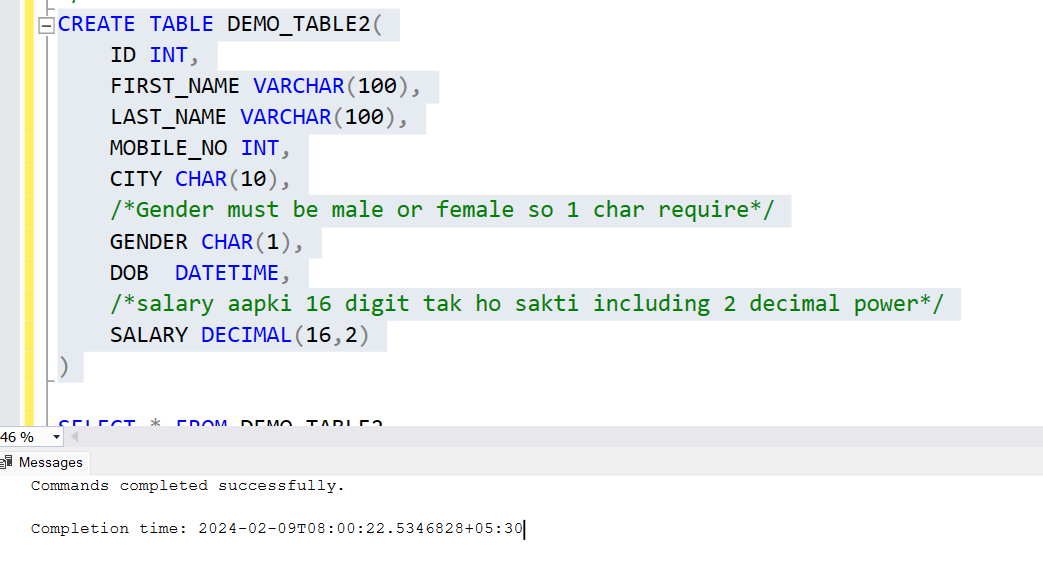 CREATE TABLE DEMO_TABLE2(
ID INT,
FIRST_NAME VARCHAR(100),
LAST_NAME VARCHAR(100),
MOBILE_NO INT,
CITY CHAR(10),
/*Gender must be male or female so 1 char require*/
GENDER CHAR(1),
DOB  DATETIME,
/*salary aapki 16 digit tak ho sakti including 2 decimal power*/
SALARY DECIMAL(16,2)
)
SELECT * FROM DEMO_TABLE2
46 %
Messages
Commands completed successfully.
Completion time: 2024-02-09T08:00:22.5346828+05:30